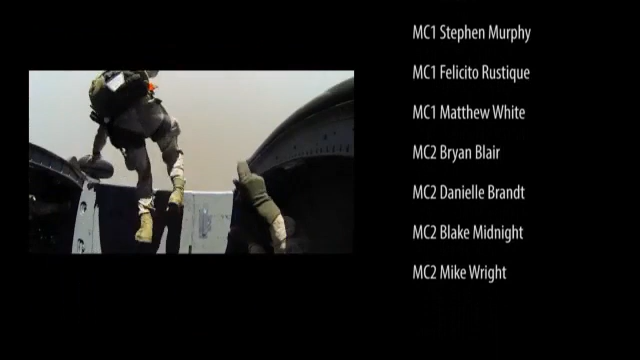 MC1 Stephen Murphy
MC1 Felicito Rustique
MC1 Matthew White
MC2 Bryan Blair
MC2 Danielle Brandt
MC2 Blake Midnight
MC2 Mike Wright